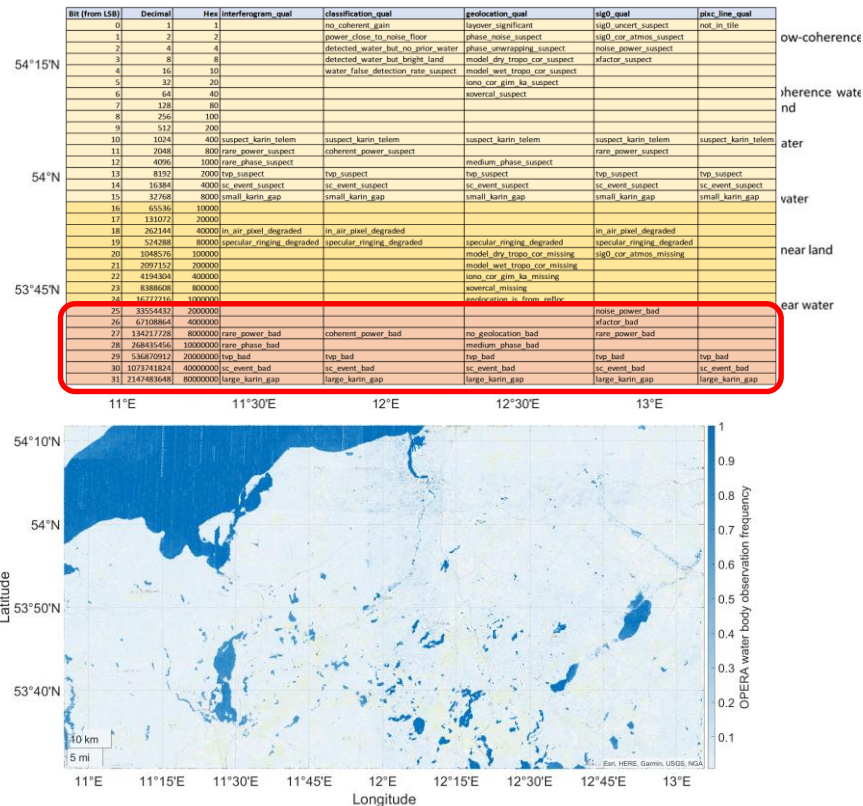 Bit (from LSB) Decimal Hex interferogram_qual classification_qual geolocation_qual sig0_qual pixc_line_qual
0 1 1 no_coherent_gain layover_significant sig0_uncert_suspect not_in_tile
1 2 2 power_close_to_noise_floor phase_noise_suspect sig0_cor_atmos_suspect
ow-coherence
2 4 4 detected_water_but_no_prior_water phase_unwrapping_suspect noise_power_suspect
3 8 8 detected_water_but_bright_land model_dry_tropo_cor_suspect xfactor_suspect
54°15'N
4 16 10 water_false_detection_rate_suspect model_wet_tropo_cor_suspect
5 32 20 iono_cor_gim_ka_suspect
6 64 40 xovercal_suspect
oherence wate
7 128 80
nd
8 256 100
9 512 200
10 1024 400 suspect_karin_telem suspect_karin_telem suspect_karin_telem suspect_karin_telem suspect_karin_telem
ater
11 2048 800 rare_power_suspect coherent_power_suspect rare_power_suspect
12 4096 1000 rare_phase_suspect medium_phase_suspect
13 8192 2000 tvp_suspect tvp_suspect tvp_suspect tvp_suspect tvp_suspect
54°N
14 16384 4000 sc_event_suspect sc_event_suspect sc_event_suspect sc_event_suspect sc_event_suspect
15 32768 8000 small_karin_gap small_karin_gap small_karin_gap small_karin_gap small_karin_gap
vater
16 65536 10000
17 131072 20000
18 262144 40000 in_air_pixel_degraded in_air_pixel_degraded in_air_pixel_degraded
19 524288 80000 specular_ringing_degraded specular_ringing_degraded specular_ringing_degraded specular_ringing_degraded
near land
20 1048576 100000 model_dry_tropo_cor_missing sig0_cor_atmos_missing
21 2097152 200000 model_wet_tropo_cor_missing
22 4194304 400000 iono_cor_gim_ka_missing
23 8388608 800000 xovercal_missing
53°45'N
24 16777216 1000000 geolocation_is_from_refloc
ear water
25 33554432 2000000 noise_power_bad
26 67108864 4000000 xfactor_bad
27 134217728 8000000 rare_power_bad coherent_power_bad no_geolocation_bad rare_power_bad
28 268435456 10000000 rare_phase_bad medium_phase_bad
29 536870912 20000000 tvp_bad tvp_bad tvp_bad tvp_bad tvp_bad
30 1073741824 40000000 sc_event_bad sc_event_bad sc_event_bad sc_event_bad sc_event_bad
31 2147483648 80000000 large_karin_gap large_karin_gap large_karin_gap large_karin_gap large_karin_gap
11°E 11°30'E 12°E 12°30'E 13°E
54°10'N
54°N
53°50'N
53°40'N
Latitude
10 km
5 mi
Esri, HERE, Garmin, USGS, NGA
11°E 11°15'E 11°30'E 11°45'E 12°E 12°15'E 12°30'E 12°45'E 13°E
Longitude
1
0.9
0.8
0.7
0.6
0.5
0.4
0.3
0.2
0.1
OPERA water body observation frequency